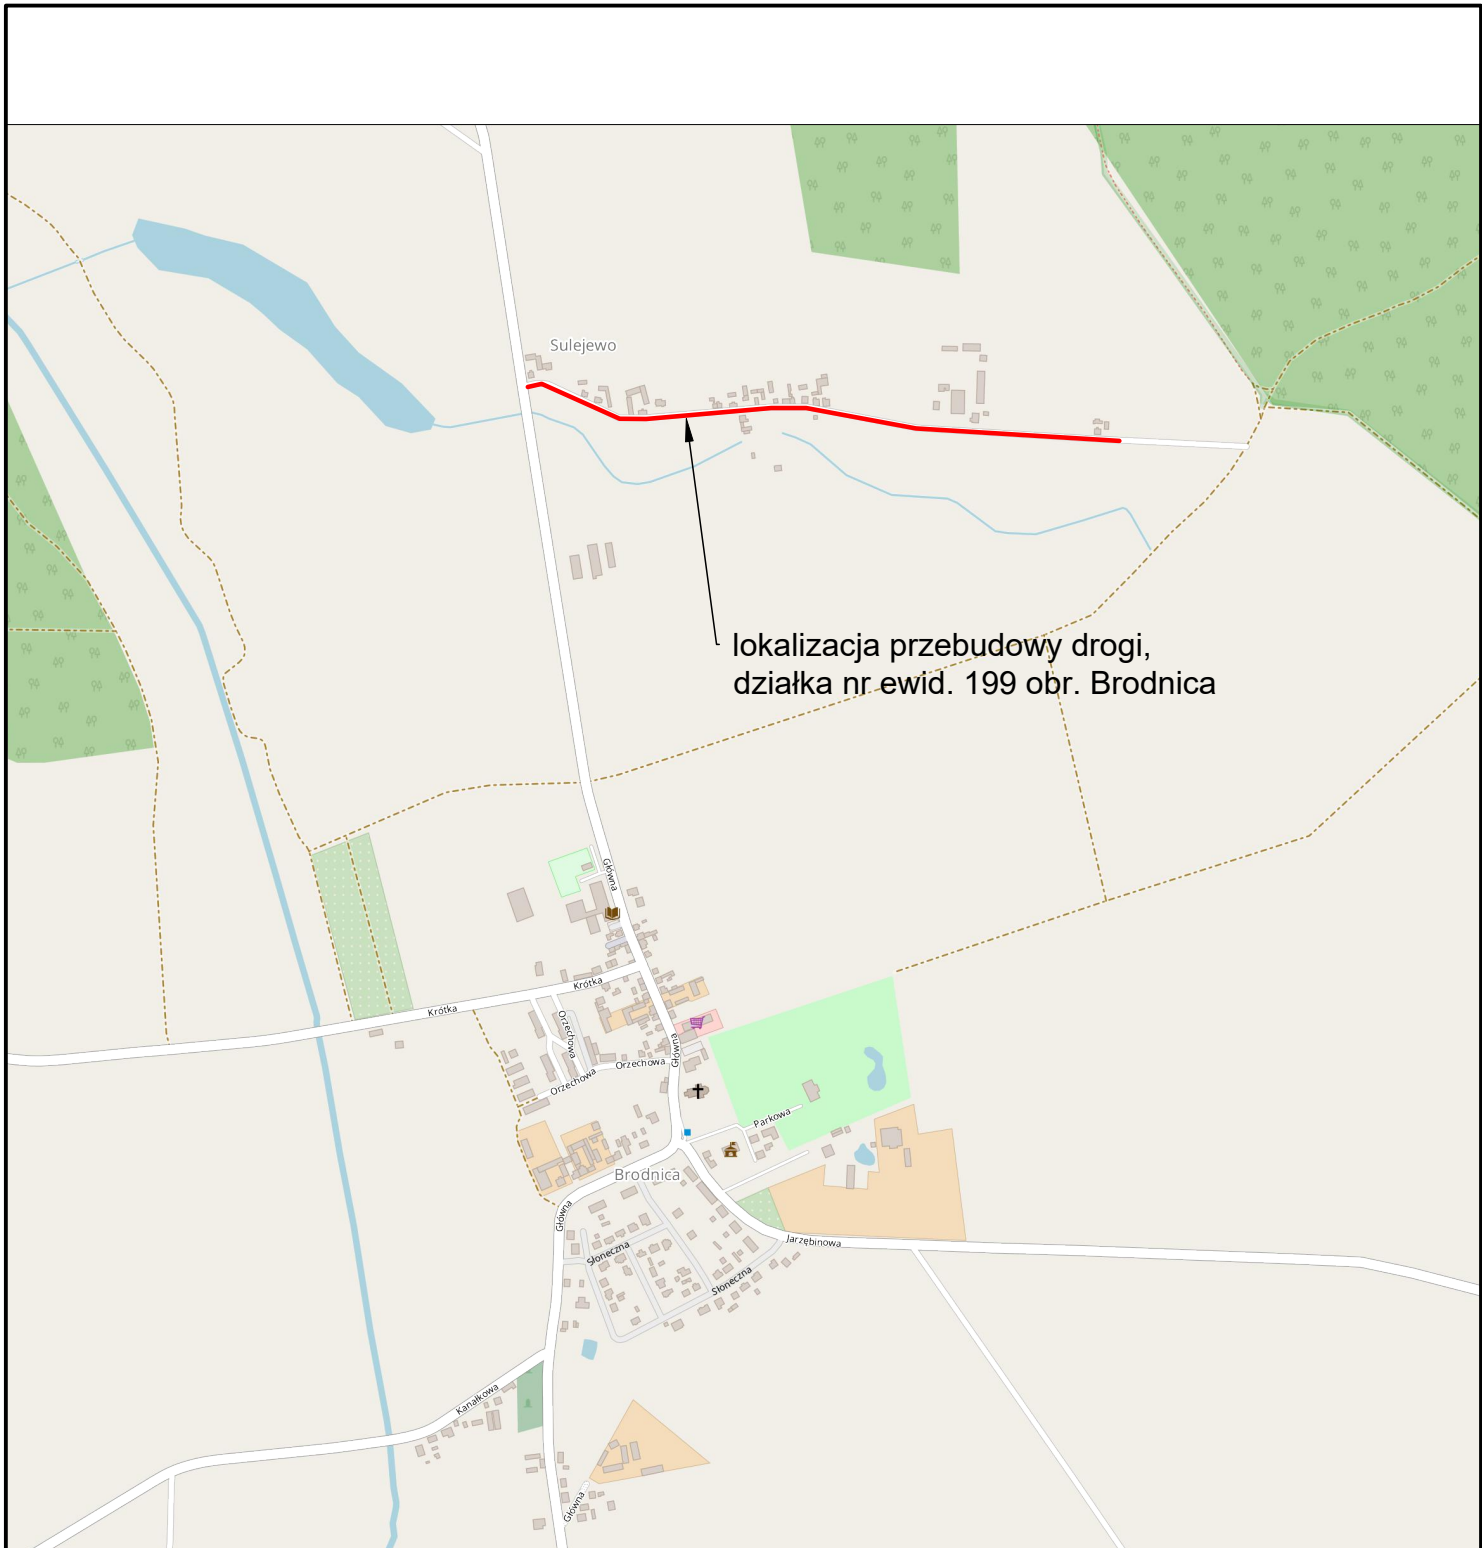 Sulejewo
lokalizacja przebudowy drogi,
działka nr ewid. 199 obr. Brodnica
Główna
Krótka
Krótka
Orzechowa
Główna
Orzechowa
Orzechowa
Parkowa
Brodnica
Główna
Jarzębinowa
Słoneczna
Słoneczna
Kanałkowa
Główna